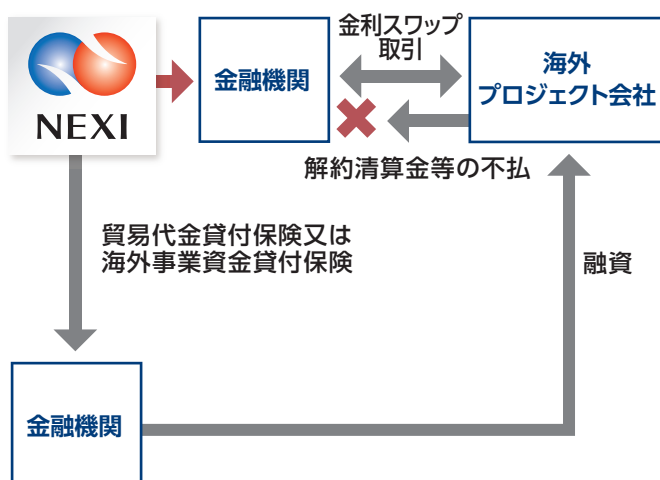 金利スワップ
取引
NEXI
金融機関
海外
プロジェクト会社
解約清算金等の不払
貿易代金貸付保険又は
海外事業資金貸付保険
融資
金融機関